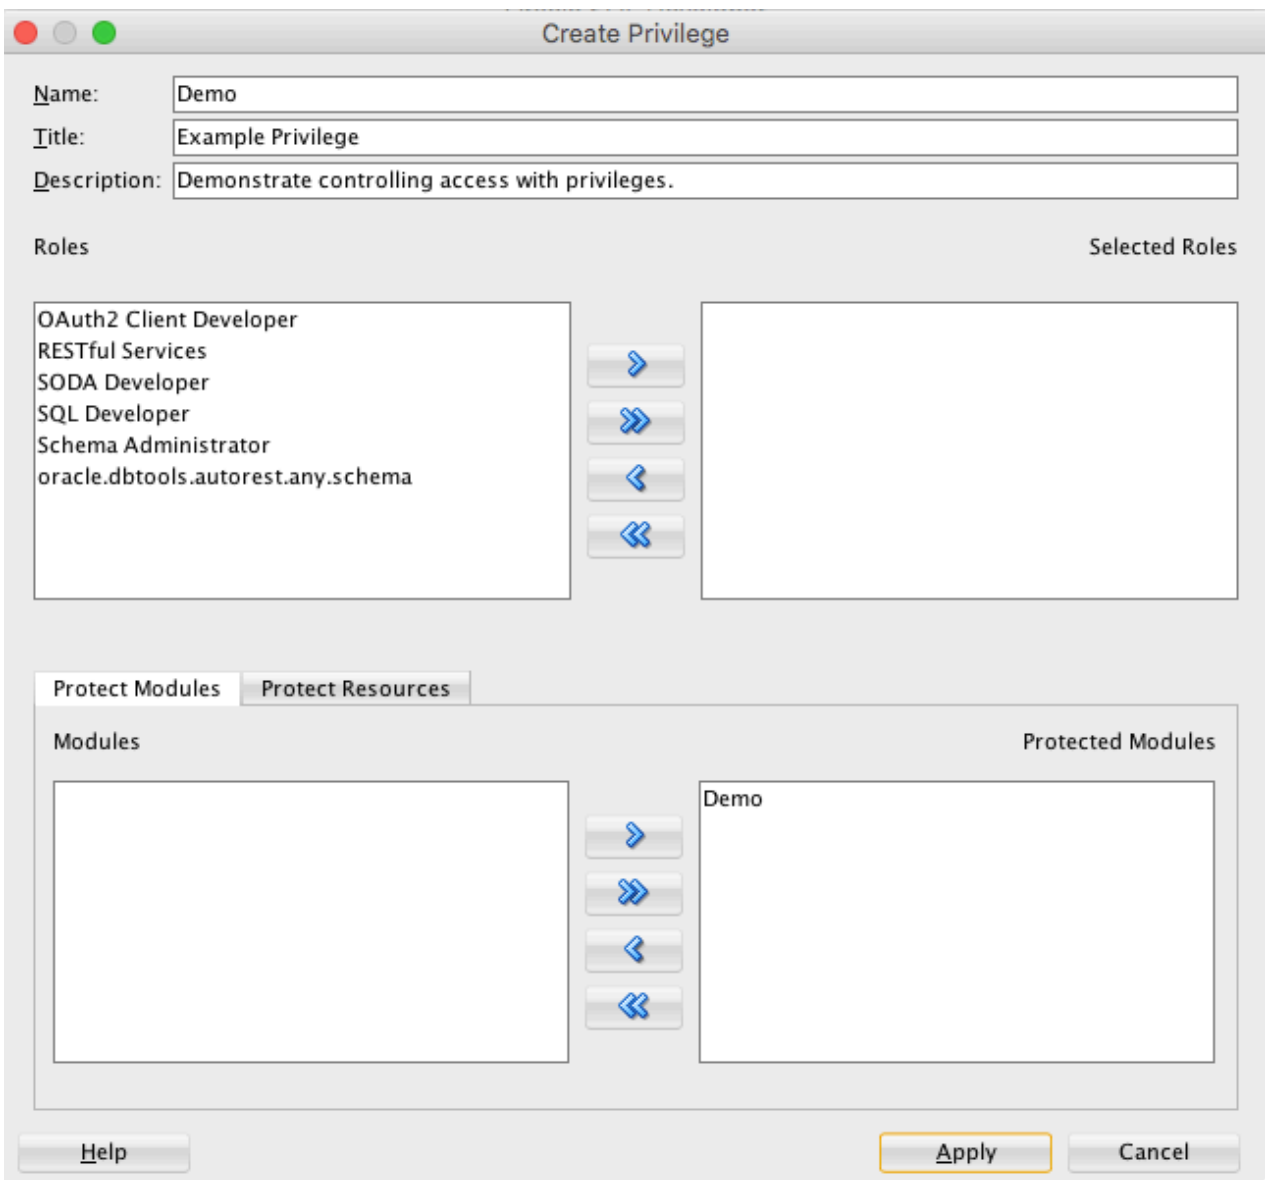 Create Privilege
Name: Demo
Title: Example Privilege
Description: Demonstrate controlling access with privileges.
Roles Selected Roles
OAuth2 Client Developer
RESTful Services
SODA Developer
SQL Developer
Schema Administrator
oracle.dbtools.autorest.any.schema
Protect Modules Protect Resources
Modules Protected Modules
Demo
Help Apply Cancel